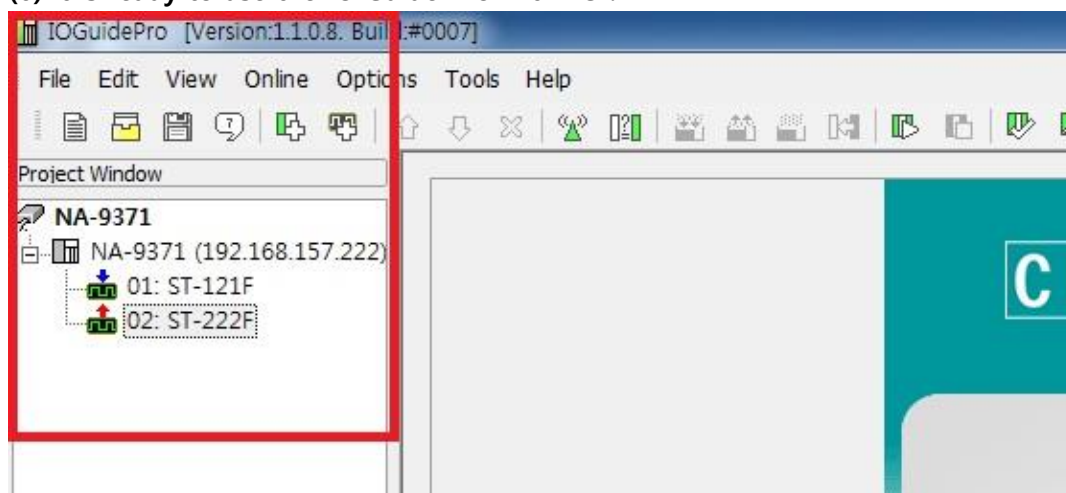 IOGuidePro [Version:1.1.0.8. Build:#0007]
File Edit View Online Options Tools Help
Project Window
NA-9371
NA-9371 (192.168.157.222)
01: ST-121F
02: ST-222F
C